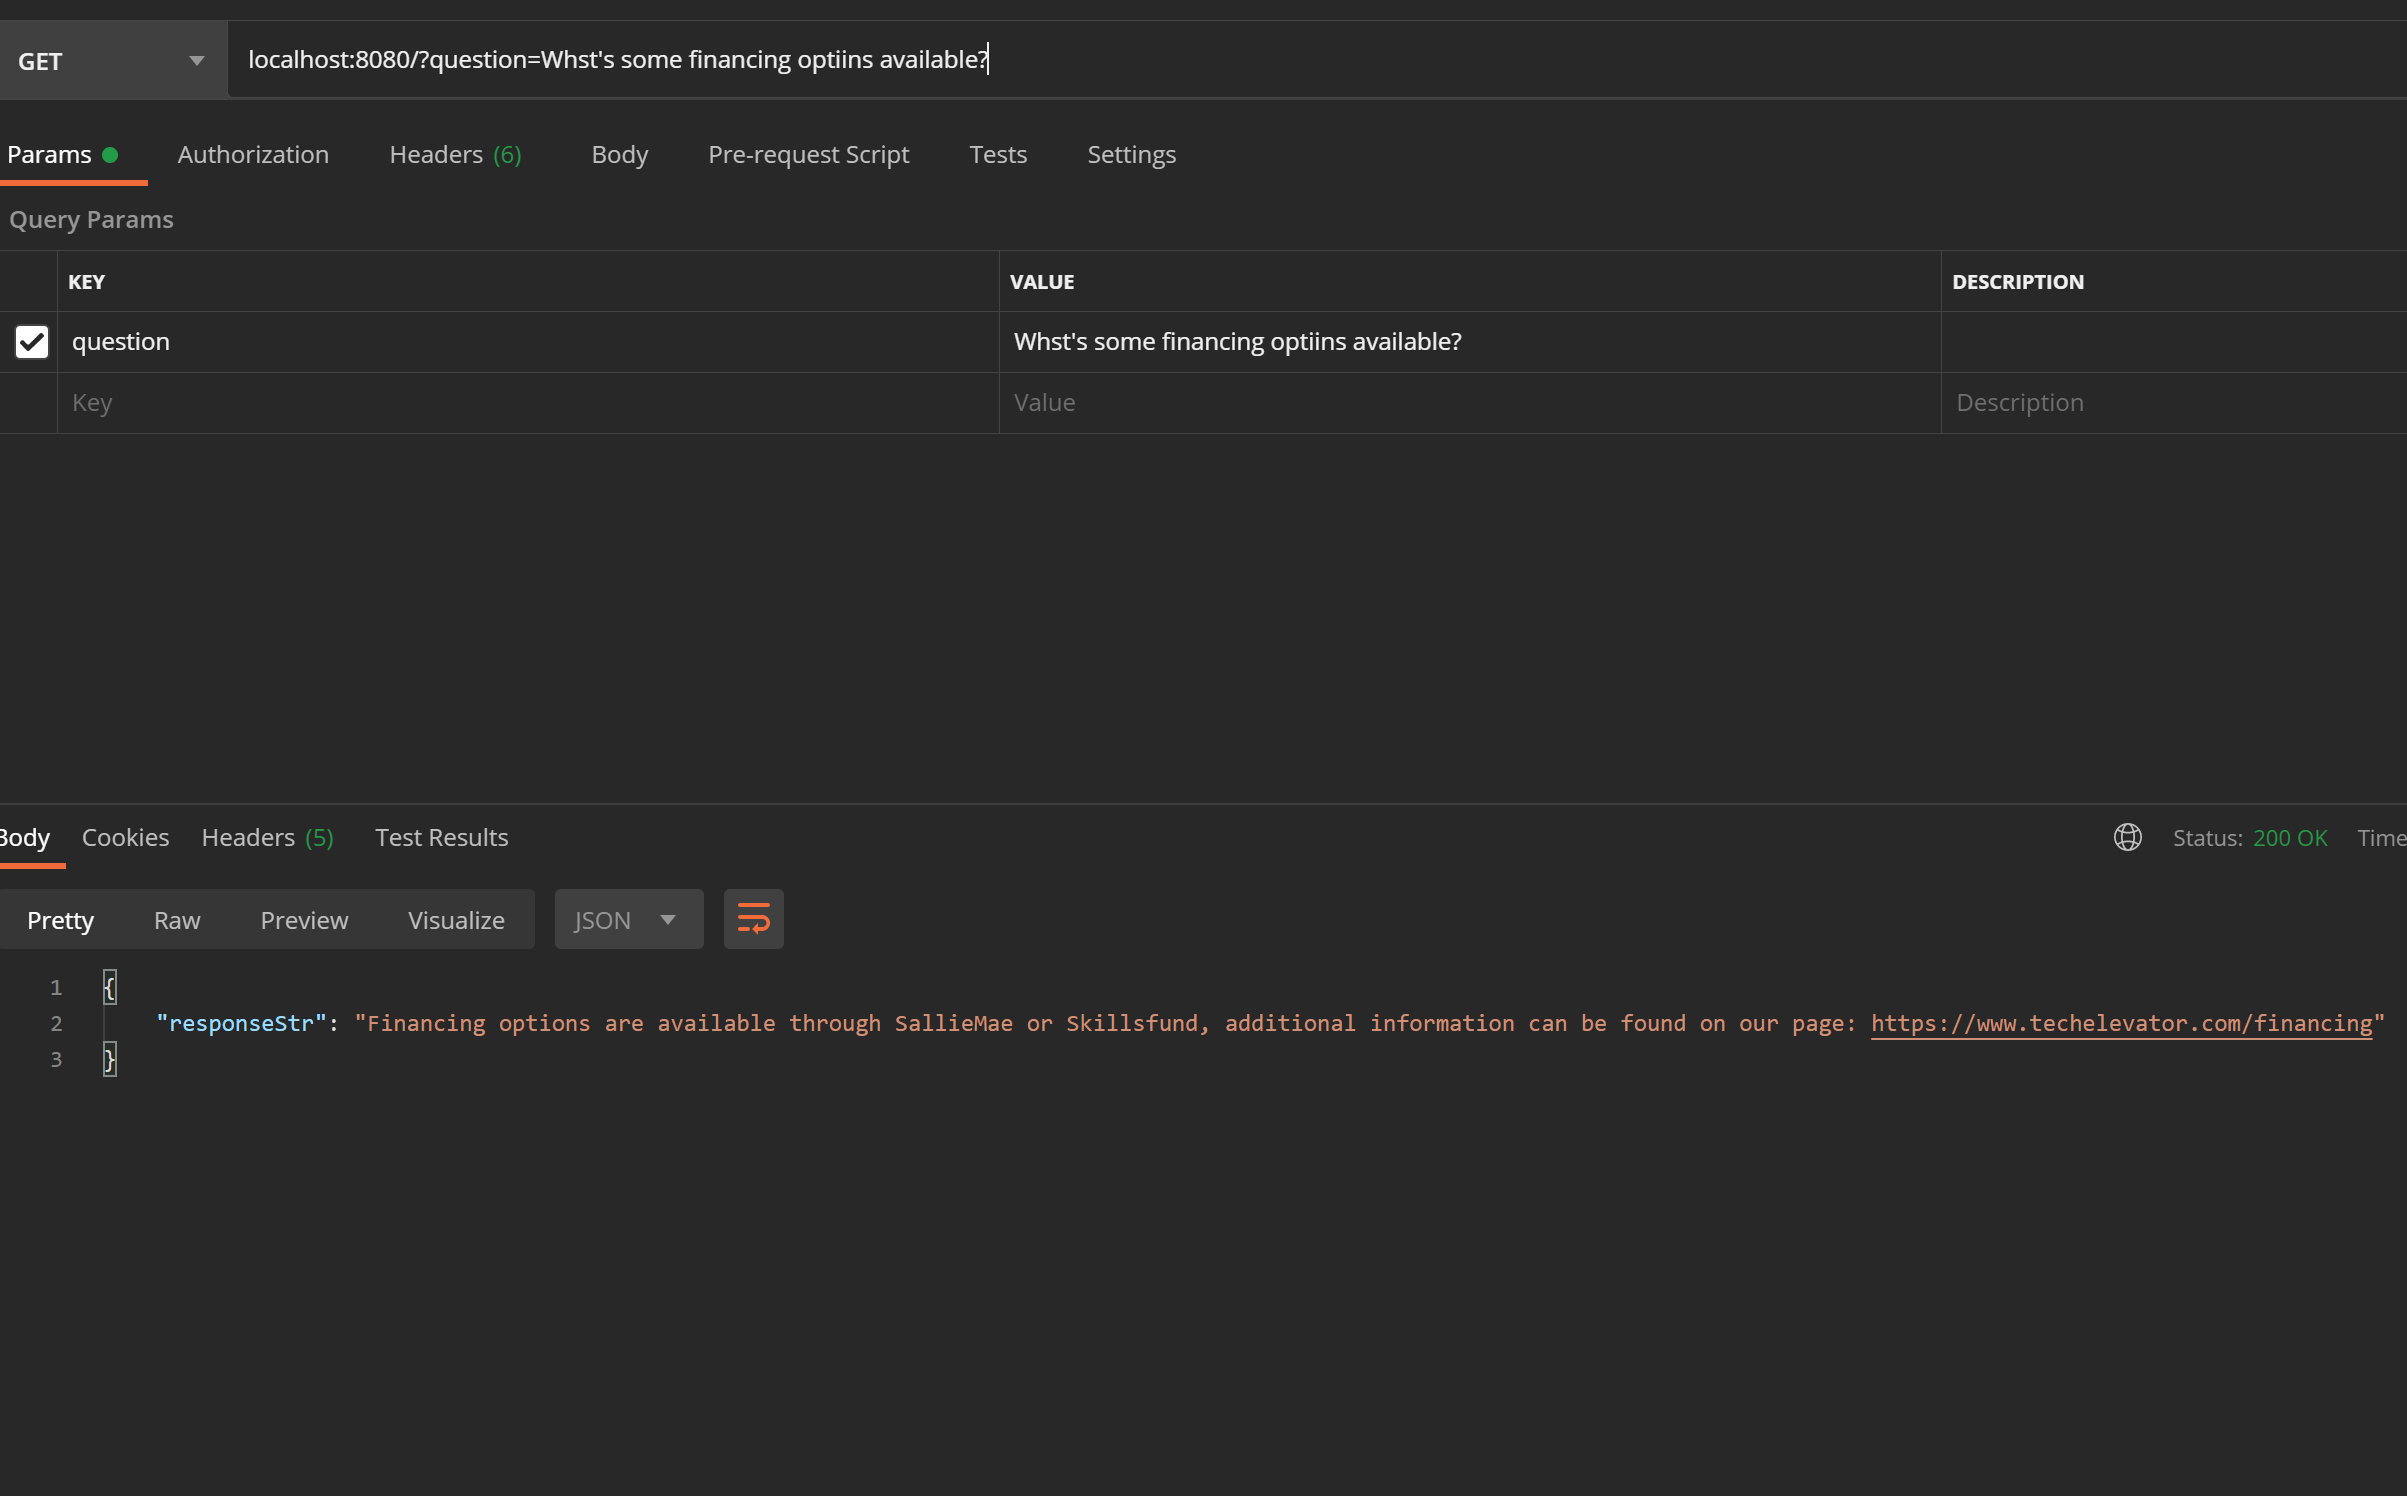 GET localhost:8080/?question=Whst's some financing optiins available?
Params Authorization Headers (6) Body Pre-request Script Tests Settings
Query Params
KEY VALUE DESCRIPTION
question Whst's some financing optiins available?
Key Value Description
Body Cookies Headers (5) Test Results Status: 200 OK Time
Pretty Raw Preview Visualize JSON
1 {
2 "responseStr": "Financing options are available through SallieMae or Skillsfund, additional information can be found on our page: https://www.techelevator.com/financing"
3 }